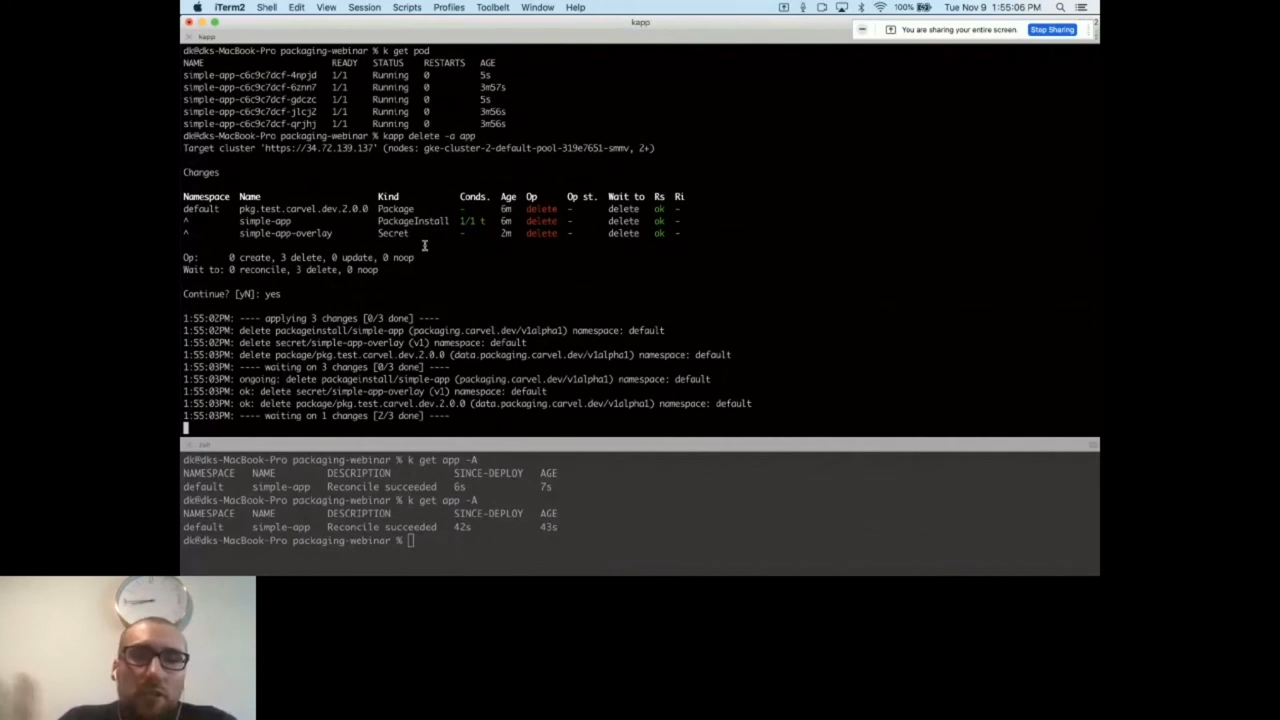 iTerm2 Shell Edit View Session Scripts Profiles Toolbelt Window Help 100% Tue Nov 9 1:55:06 PM
kapp
You are sharing your entire screen. Stop Sharing
kapp
dk@dks-MacBook-Pro packaging-webinar % k get pod
NAME READY STATUS RESTARTS AGE
simple-app-c6c9c7dcf-4npjd 1/1 Running 0 5s
simple-app-c6c9c7dcf-6znn7 1/1 Running 0 3m57s
simple-app-c6c9c7dcf-gdczc 1/1 Running 0 5s
simple-app-c6c9c7dcf-jlcj2 1/1 Running 0 3m56s
simple-app-c6c9c7dcf-qrjhj 1/1 Running 0 3m56s
dk@dks-MacBook-Pro packaging-webinar % kapp delete -a app
Target cluster 'https://34.72.139.137' (nodes: gke-cluster-2-default-pool-319e7651-smmv, 2+)
Changes
Namespace Name Kind Conds. Age Op Op st. Wait to Rs Ri
default pkg.test.carvel.dev.2.0.0 Package - 6m delete - delete ok -
^ simple-app PackageInstall 1/1 t 6m delete - delete ok -
^ simple-app-overlay Secret - 2m delete - delete ok -
Op: 0 create, 3 delete, 0 update, 0 noop
Wait to: 0 reconcile, 3 delete, 0 noop
Continue? [yN]: yes
1:55:02PM: ---- applying 3 changes [0/3 done] ----
1:55:02PM: delete packageinstall/simple-app (packaging.carvel.dev/v1alpha1) namespace: default
1:55:02PM: delete secret/simple-app-overlay (v1) namespace: default
1:55:03PM: delete package/pkg.test.carvel.dev.2.0.0 (data.packaging.carvel.dev/v1alpha1) namespace: default
1:55:03PM: ---- waiting on 3 changes [0/3 done] ----
1:55:03PM: ongoing: delete packageinstall/simple-app (packaging.carvel.dev/v1alpha1) namespace: default
1:55:03PM: ok: delete secret/simple-app-overlay (v1) namespace: default
1:55:03PM: ok: delete package/pkg.test.carvel.dev.2.0.0 (data.packaging.carvel.dev/v1alpha1) namespace: default
1:55:03PM: ---- waiting on 1 changes [2/3 done] ----
dk@dks-MacBook-Pro packaging-webinar % k get app -A
NAMESPACE NAME DESCRIPTION SINCE-DEPLOY AGE
default simple-app Reconcile succeeded 6s 7s
dk@dks-MacBook-Pro packaging-webinar % k get app -A
NAMESPACE NAME DESCRIPTION SINCE-DEPLOY AGE
default simple-app Reconcile succeeded 42s 43s
dk@dks-MacBook-Pro packaging-webinar %